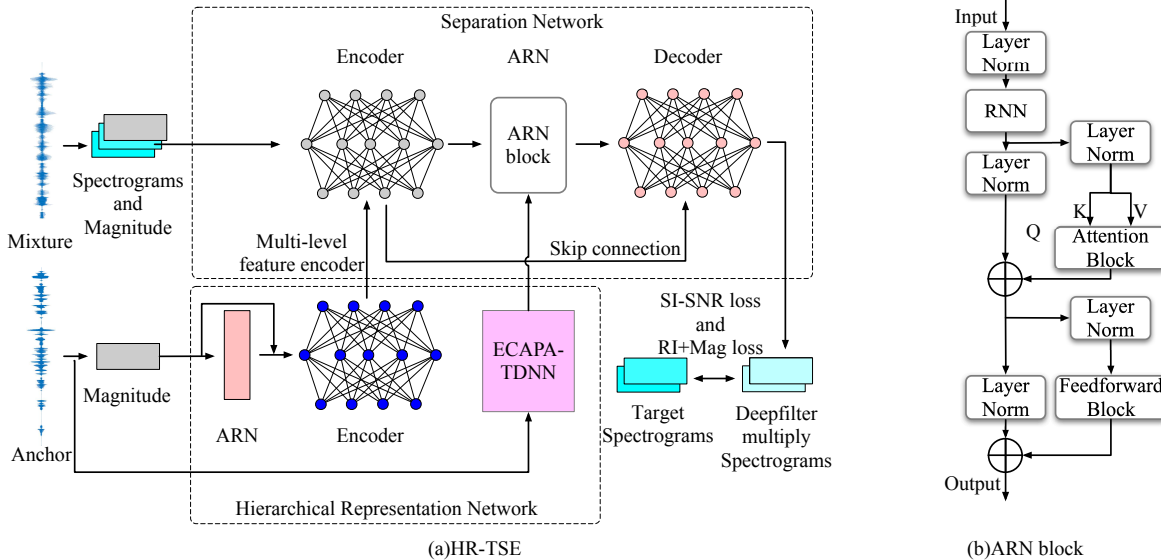 Separation Network
Encoder
ARN
Decoder
ARN
block
Spectrograms
and
Magnitude
Mixture
Multi-level
feature encoder
Skip connection
SI-SNR loss
and
RI+Mag loss
ECAPA-
TDNN
Magnitude
ARN
Encoder
Target
Spectrograms
Deepfilter
multiply
Spectrograms
Anchor
Hierarchical Representation Network
(a)HR-TSE
Input
Layer
Norm
RNN
Layer
Norm
Layer
Norm
K
V
Q
Attention
Block
Layer
Norm
Layer
Norm
Feedforward
Block
Output
(b)ARN block